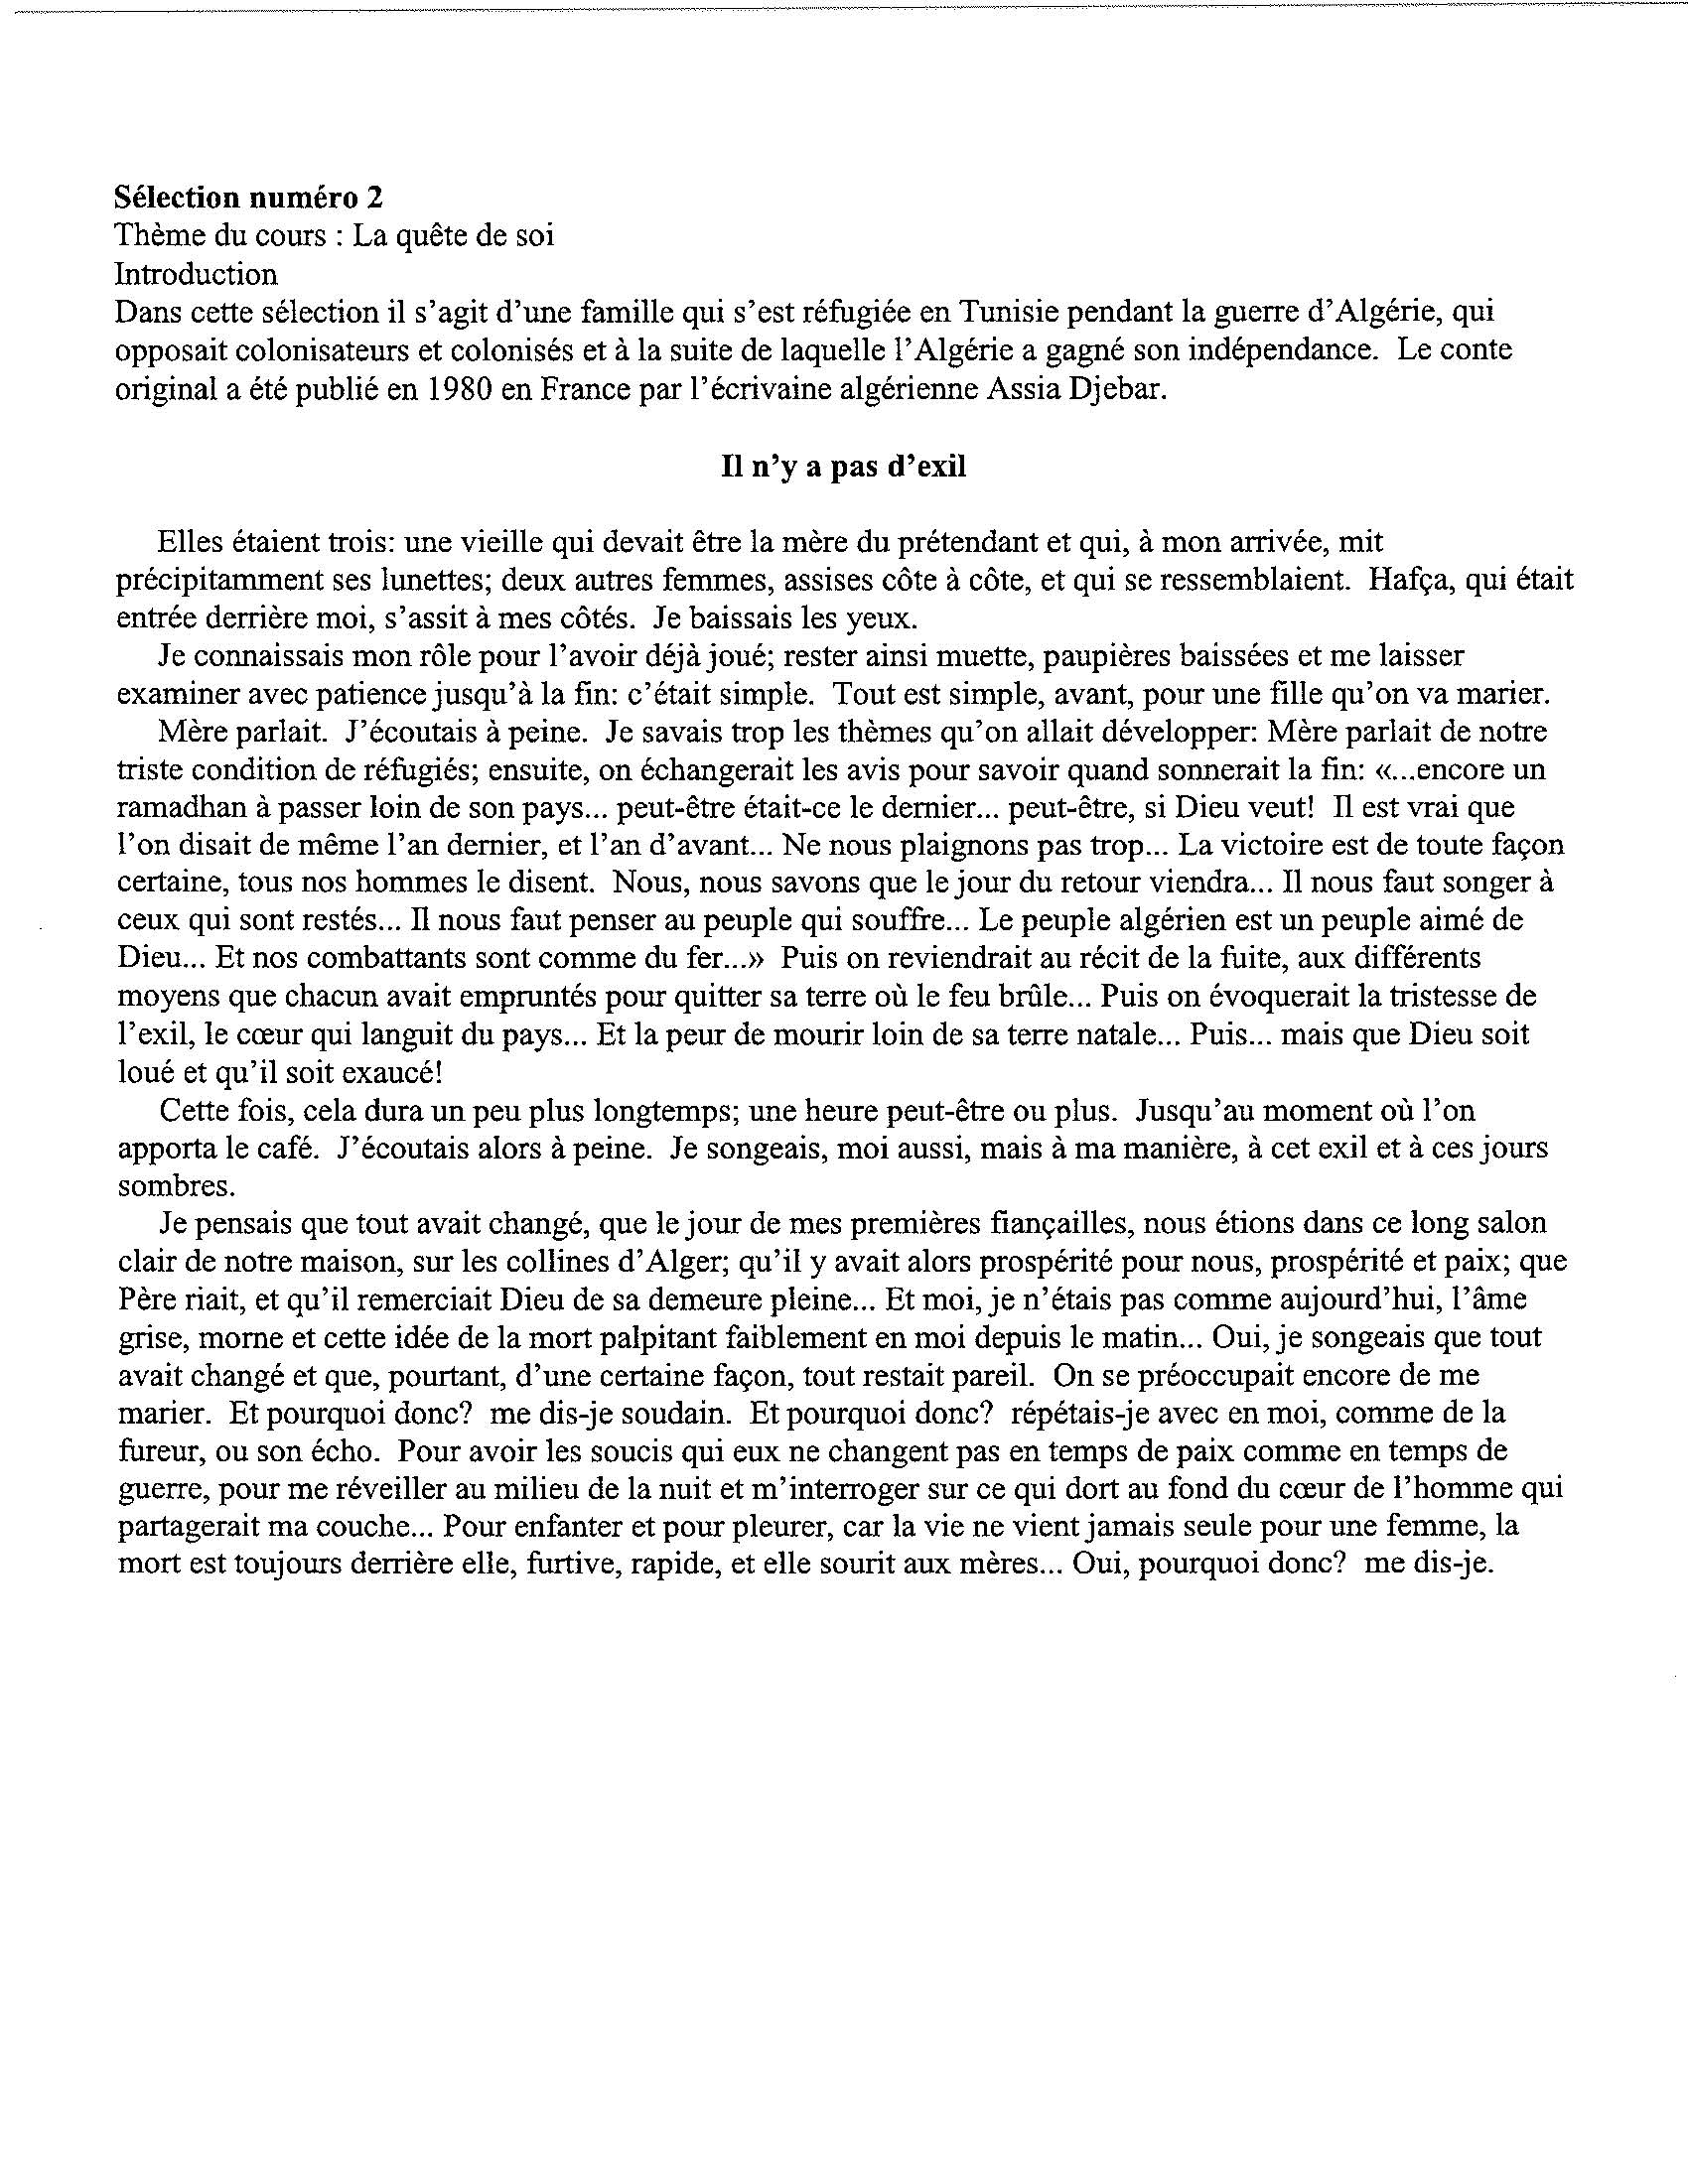 Sélection numéro 2
Thème du cours : La quête de soi
Introduction
Dans cette sélection il s'agit d'une famille qui s'est réfugiée en Tunisie pendant la guerre d'Algérie, qui
opposait colonisateurs et colonisés et à la suite de laquelle l'Algérie a gagné son indépendance. Le conte
original a été publié en 1980 en France par l'écrivaine algérienne Assia Djebar.
Il n'y a pas d'exil
Elles étaient trois: une vieille qui devait être la mère du prétendant et qui, à mon arrivée, mit
précipitamment ses lunettes; deux autres femmes, assises côte à côte, et qui se ressemblaient. Hafça, qui était
entrée derrière moi, s'assit à mes côtés. Je baissais les yeux.
Je connaissais mon rôle pour l'avoir déjà joué; rester ainsi muette, paupières baissées et me laisser
examiner avec patience jusqu'à la fin: c'était simple. Tout est simple, avant, pour une fille qu'on va marier.
Mère parlait. J'écoutais à peine. Je savais trop les thèmes qu'on allait développer: Mère parlait de notre
triste condition de réfugiés; ensuite, on échangerait les avis pour savoir quand sonnerait la fin: «...encore un
ramadhan à passer loin de son pays... peut-être était-ce le dernier... peut-être, si Dieu veut! Il est vrai que
l'on disait de même l'an dernier, et l'an d'avant... Ne nous plaignons pas trop... La victoire est de toute façon
certaine, tous nos hommes le disent. Nous, nous savons que le jour du retour viendra... Il nous faut songer à
ceux qui sont restés... Il nous faut penser au peuple qui souffre... Le peuple algérien est un peuple aimé de
Dieu... Et nos combattants sont comme du fer...» Puis on reviendrait au récit de la fuite, aux différents
moyens que chacun avait empruntés pour quitter sa terre où le feu brûle... Puis on évoquerait la tristesse de
l'exil, le cœur qui languit du pays... Et la peur de mourir loin de sa terre natale... Puis... mais que Dieu soit
loué et qu'il soit exaucé!
Cette fois, cela dura un peu plus longtemps; une heure peut-être ou plus. Jusqu'au moment où l'on
apporta le café. J'écoutais alors à peine. Je songeais, moi aussi, mais à ma manière, à cet exil et à ces jours
sombres.
Je pensais que tout avait changé, que le jour de mes premières fiançailles, nous étions dans ce long salon
clair de notre maison, sur les collines d'Alger; qu'il y avait alors prospérité pour nous, prospérité et paix; que
Père riait, et qu'il remerciait Dieu de sa demeure pleine... Et moi, je n'étais pas comme aujourd'hui, l'âme
grise, morne et cette idée de la mort palpitant faiblement en moi depuis le matin... Oui, je songeais que tout
avait changé et que, pourtant, d'une certaine façon, tout restait pareil. On se préoccupait encore de me
marier. Et pourquoi donc? me dis-je soudain. Et pourquoi donc? répétais-je avec en moi, comme de la
fureur, ou son écho. Pour avoir les soucis qui eux ne changent pas en temps de paix comme en temps de
guerre, pour me réveiller au milieu de la nuit et m'interroger sur ce qui dort au fond du cœur de l'homme qui
partagerait ma couche... Pour enfanter et pour pleurer, car la vie ne vient jamais seule pour une femme, la
mort est toujours derrière elle, furtive, rapide, et elle sourit aux mères... Oui, pourquoi donc? me dis-je.